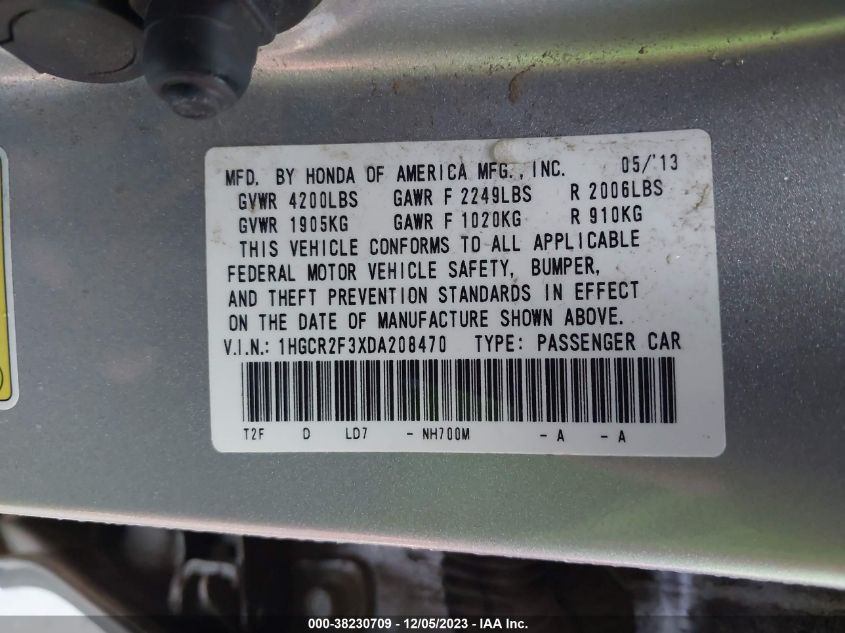 MFD. BY HONDA OF AMERICA MFG., INC. 05/'13
GVWR 4200LBS GAWR F 2249LBS R 2006LBS
GVWR 1905KG GAWR F 1020KG R 910KG
THIS VEHICLE CONFORMS TO ALL APPLICABLE
FEDERAL MOTOR VEHICLE SAFETY, BUMPER,
AND THEFT PREVENTION STANDARDS IN EFFECT
ON THE DATE OF MANUFACTURE SHOWN ABOVE.
V.I.N.: 1HGCR2F3XDA208470 TYPE: PASSENGER CAR
T2F D LD7 - NH700M - A - A
000-38230709 - 12/05/2023 - IAA Inc.